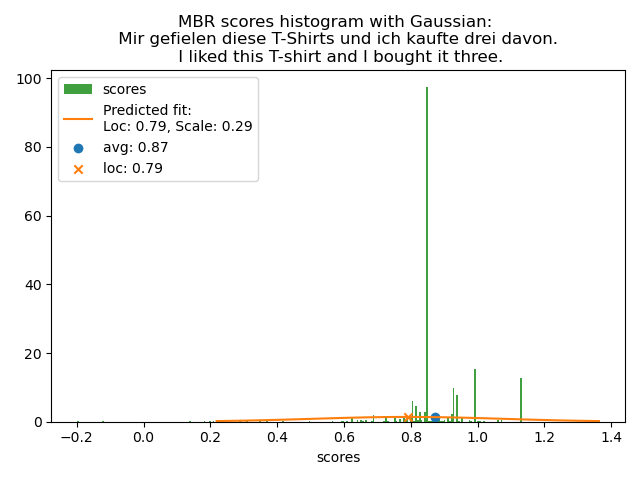 MBR scores histogram with Gaussian:
Mir gefielen diese T-Shirts und ich kaufte drei davon.
I liked this T-shirt and I bought it three.
scores
Predicted fit:
Loc: 0.79, Scale: 0.29
avg: 0.87
loc: 0.79
100
80
60
40
20
0
−0.2 0.0 0.2 0.4 0.6 0.8 1.0 1.2 1.4
scores